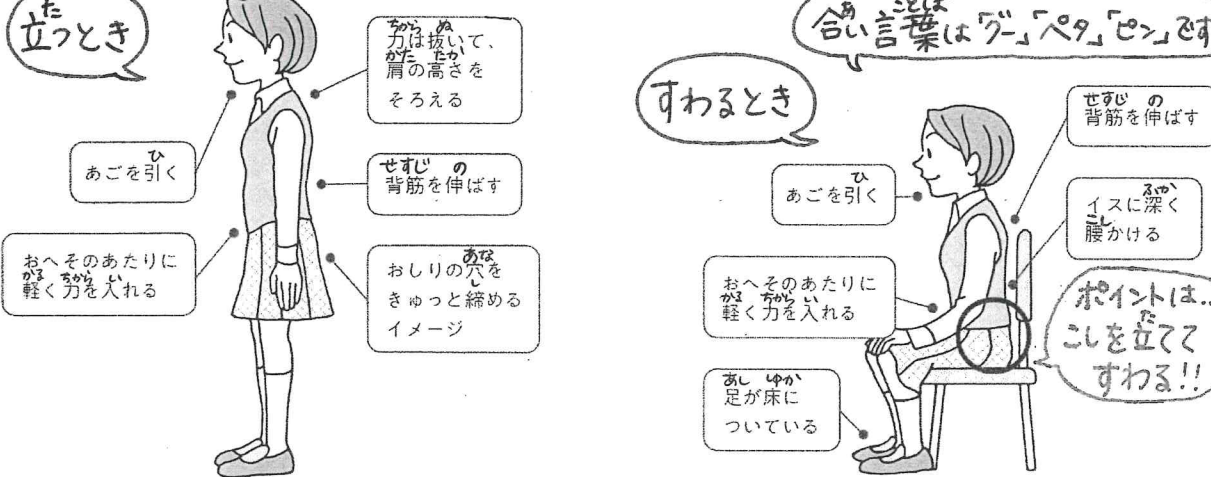 立つとき
力は抜いて、
肩の高さを
そろえる
あごを引く
背筋を伸ばす
おへそのあたりに
軽く力を入れる
おしりの穴を
きゅっと締める
イメージ
合い言葉は「グー」「ペタ」「ピン」です
すわるとき
背筋を伸ばす
あごを引く
イスに深く
腰かける
おへそのあたりに
軽く力を入れる
ポイントは..
こしを立てて
すわる!!
足が床に
ついている